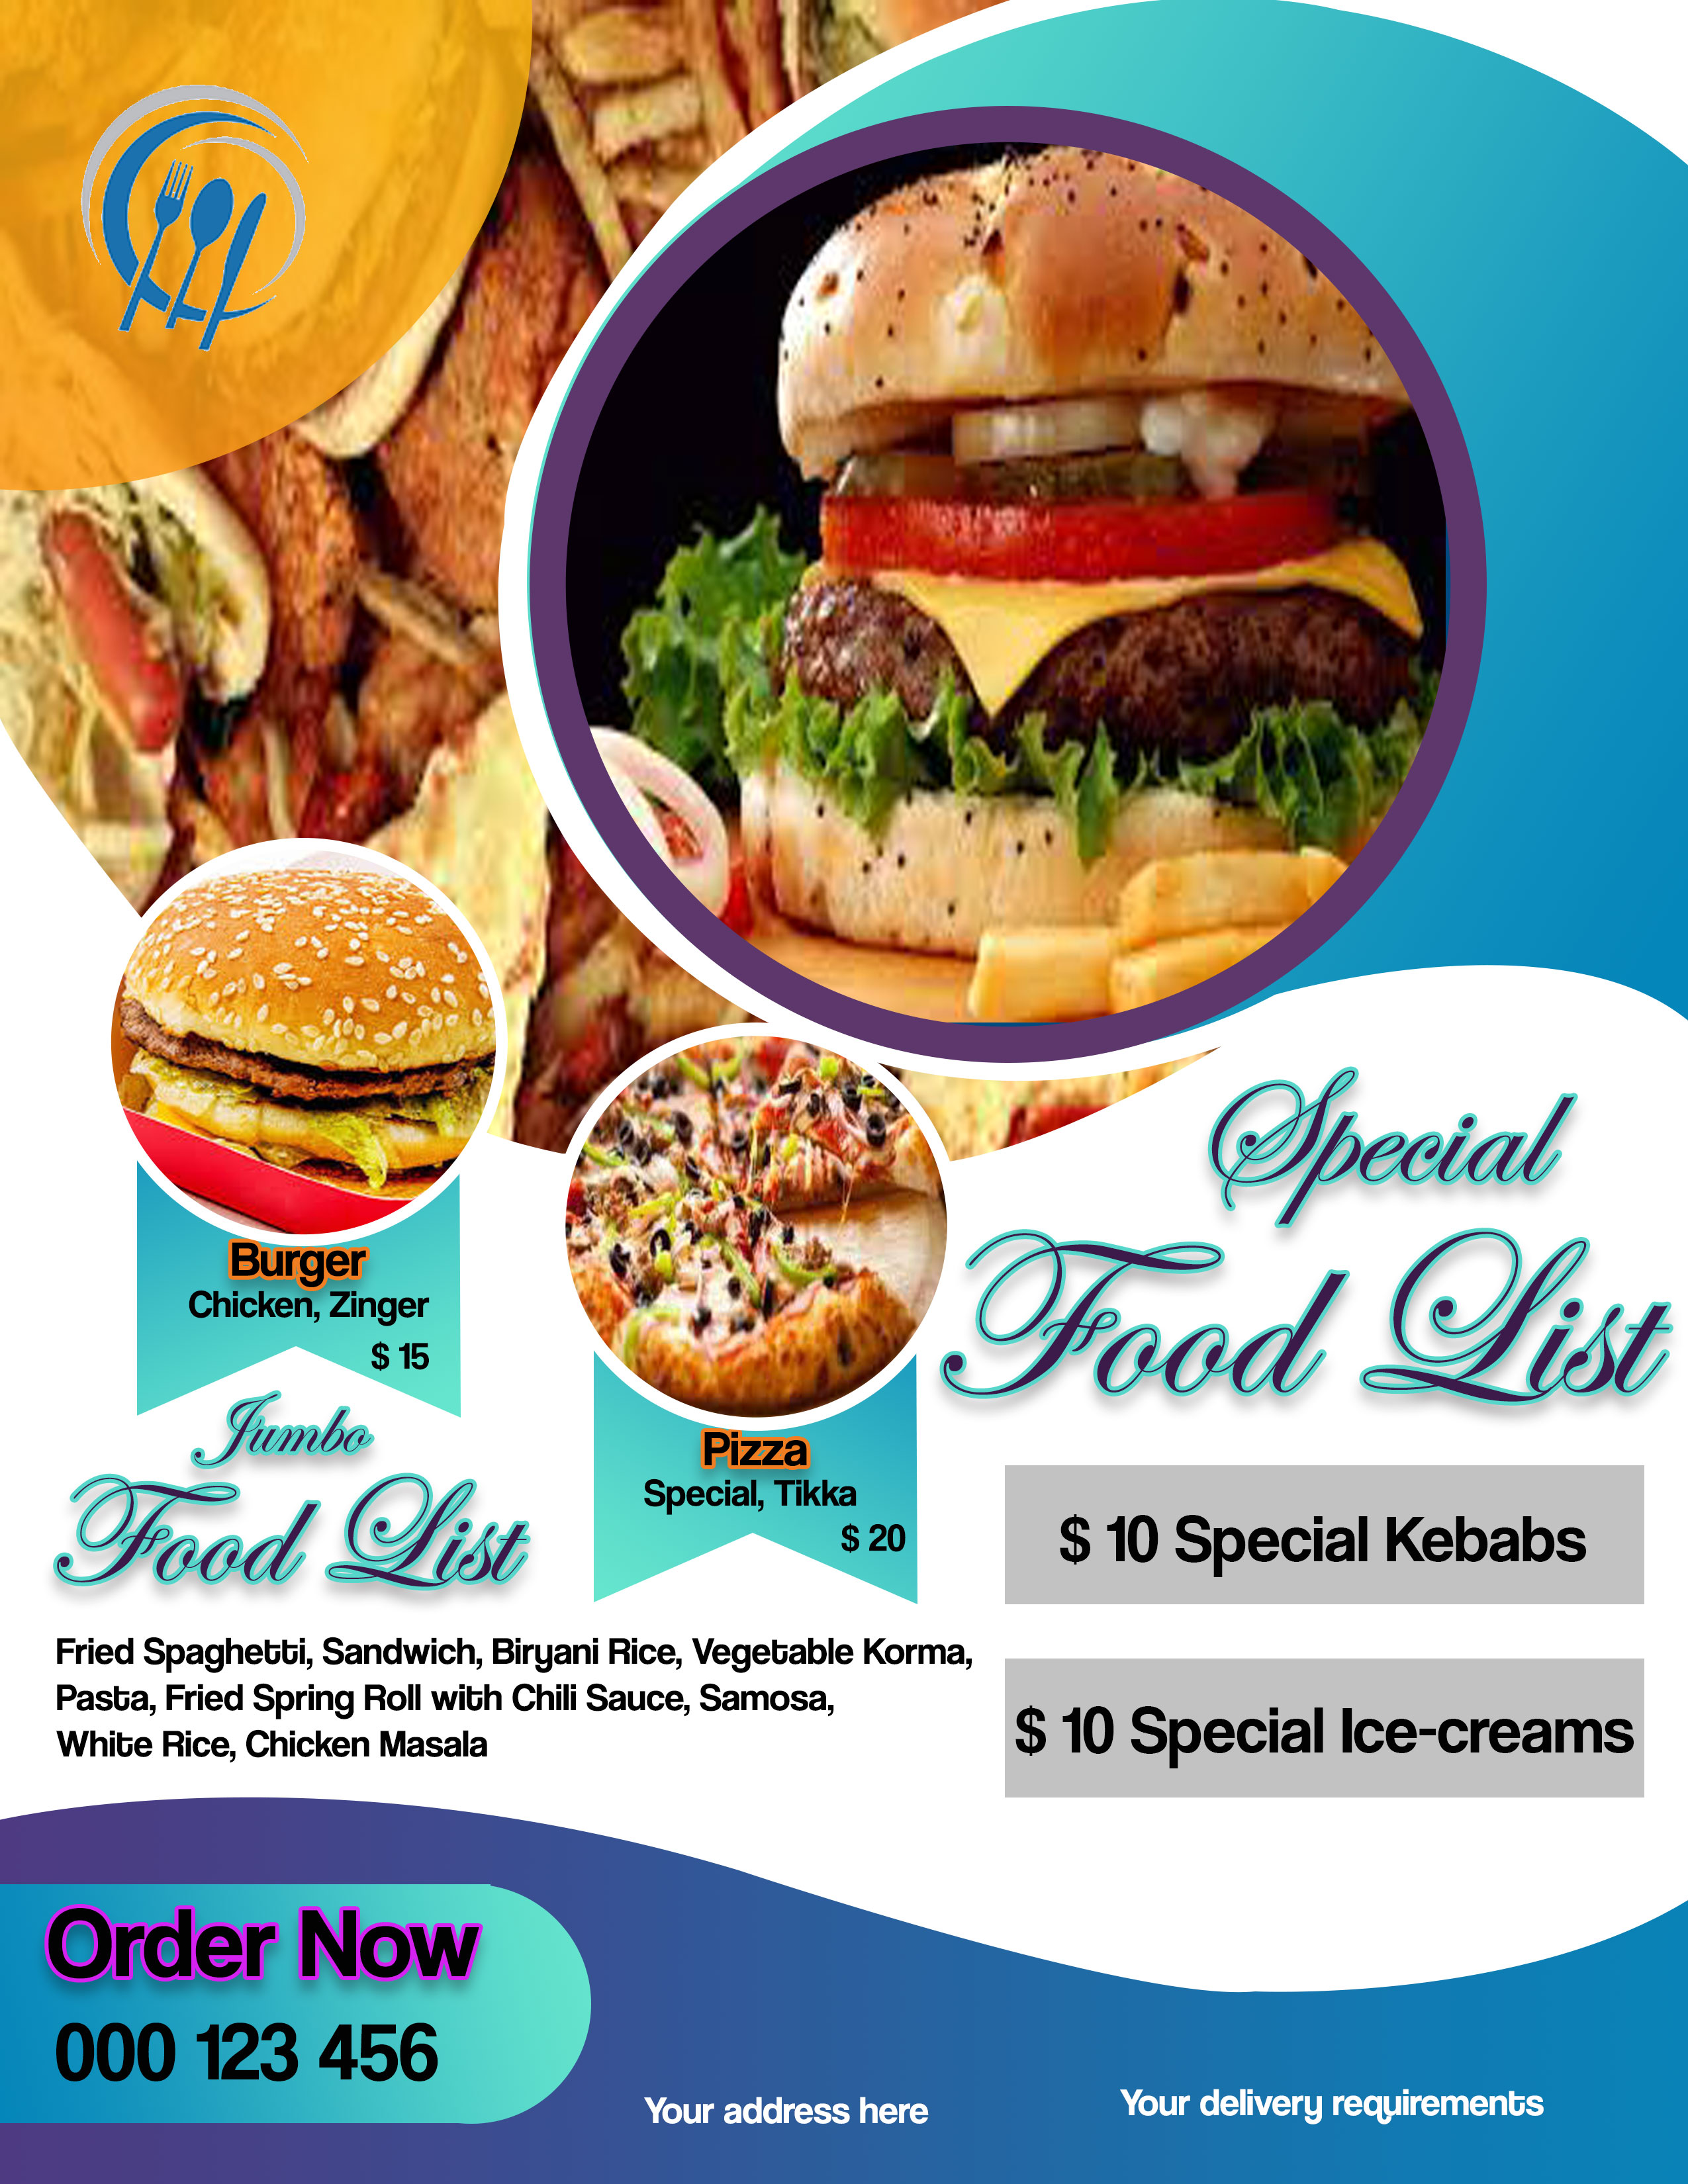 Burger
Chicken, Zinger
$ 15
Pizza
Special, Tikka
$ 20
Special
Food List
$ 10 Special Kebabs
$ 10 Special Ice-creams
Jumbo
Food List
Fried Spaghetti, Sandwich, Biryani Rice, Vegetable Korma,
Pasta, Fried Spring Roll with Chili Sauce, Samosa,
White Rice, Chicken Masala
Order Now
000 123 456
Your address here
Your delivery requirements